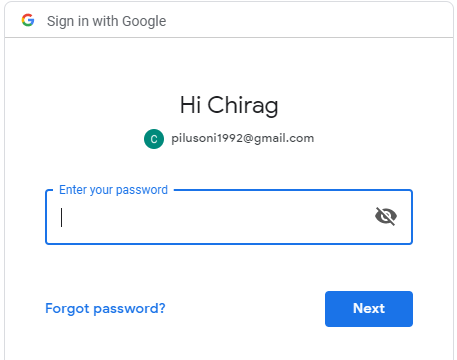 Sign in with Google
Hi Chirag
C pilusoni1992@gmail.com
Enter your password
Forgot password? Next